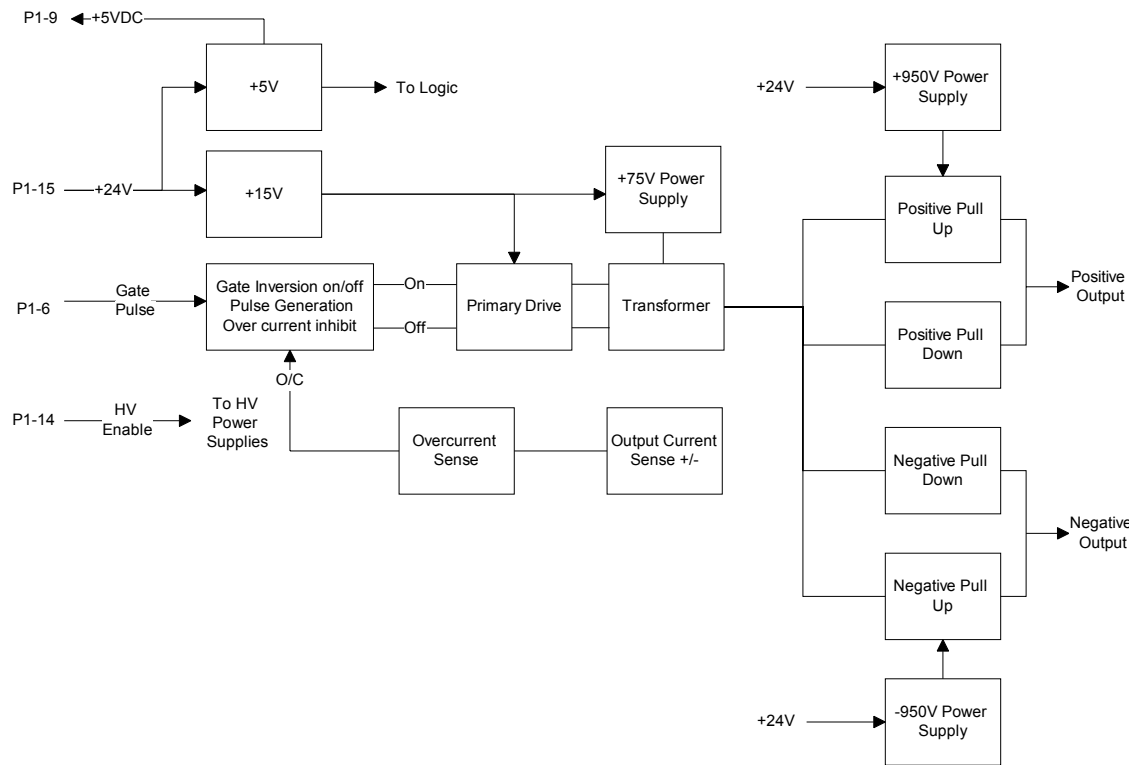 P1-9
+5VDC
+5V
To Logic
+24V
+950V Power
Supply
P1-15
+24V
+15V
+75V Power
Supply
Positive Pull
Up
Positive
Output
P1-6
Gate
Pulse
Gate Inversion on/off
Pulse Generation
Over current inhibit
On
Off
Primary Drive
Transformer
Positive Pull
Down
O/C
P1-14
HV
Enable
To HV
Power
Supplies
Overcurrent
Sense
Output Current
Sense +/-
Negative Pull
Down
Negative
Output
Negative Pull
Up
+24V
-950V Power
Supply